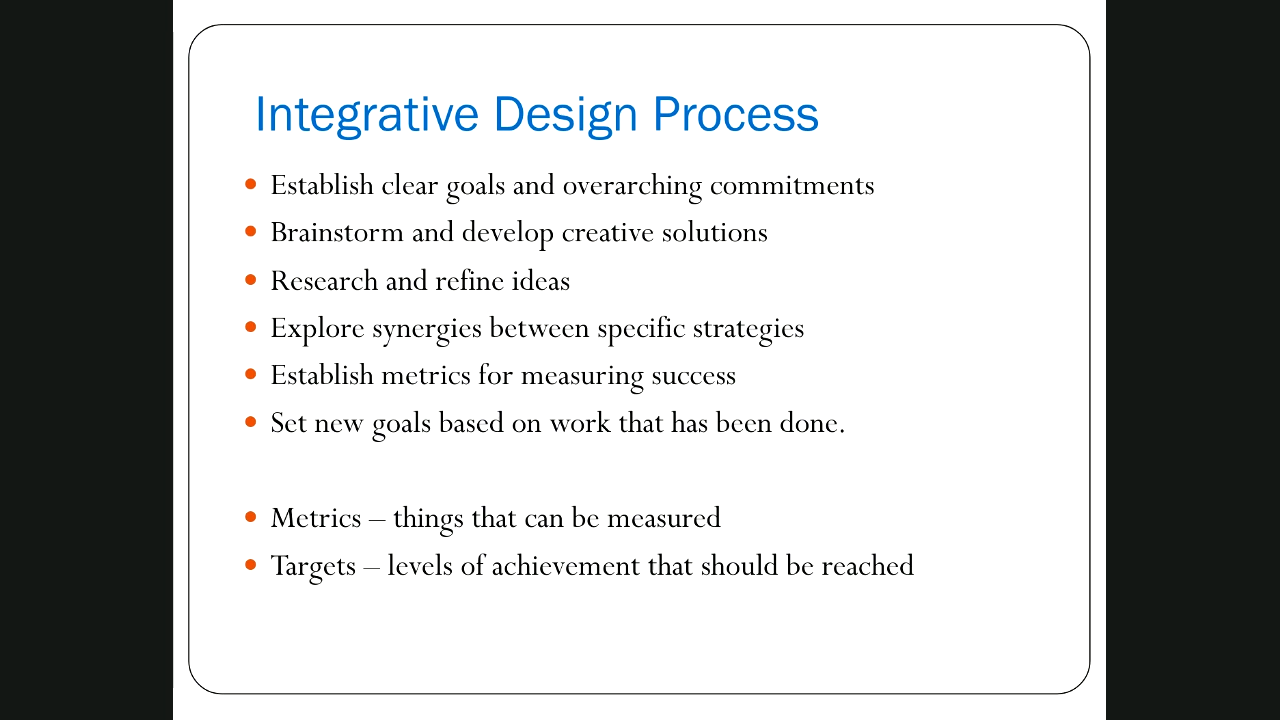 Integrative Design Process
• Establish clear goals and overarching commitments
• Brainstorm and develop creative solutions
• Research and refine ideas
• Explore synergies between specific strategies
• Establish metrics for measuring success
• Set new goals based on work that has been done.
• Metrics – things that can be measured
• Targets – levels of achievement that should be reached